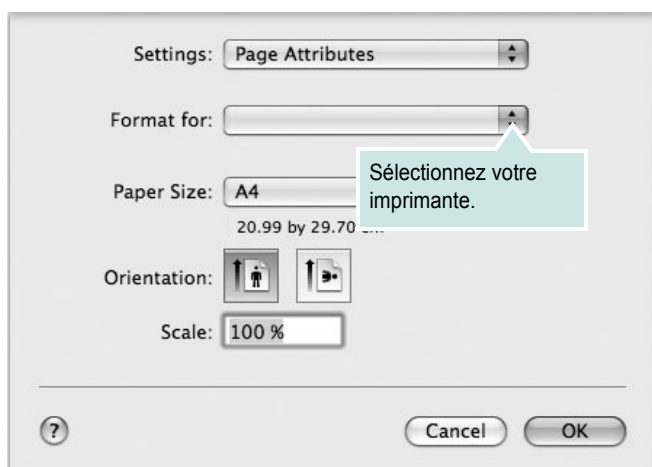 Settings: Page Attributes
Format for:
Sélectionnez votre
imprimante.
Paper Size: A4
20.99 by 29.70 cm
Orientation:
Scale: 100 %
? Cancel OK